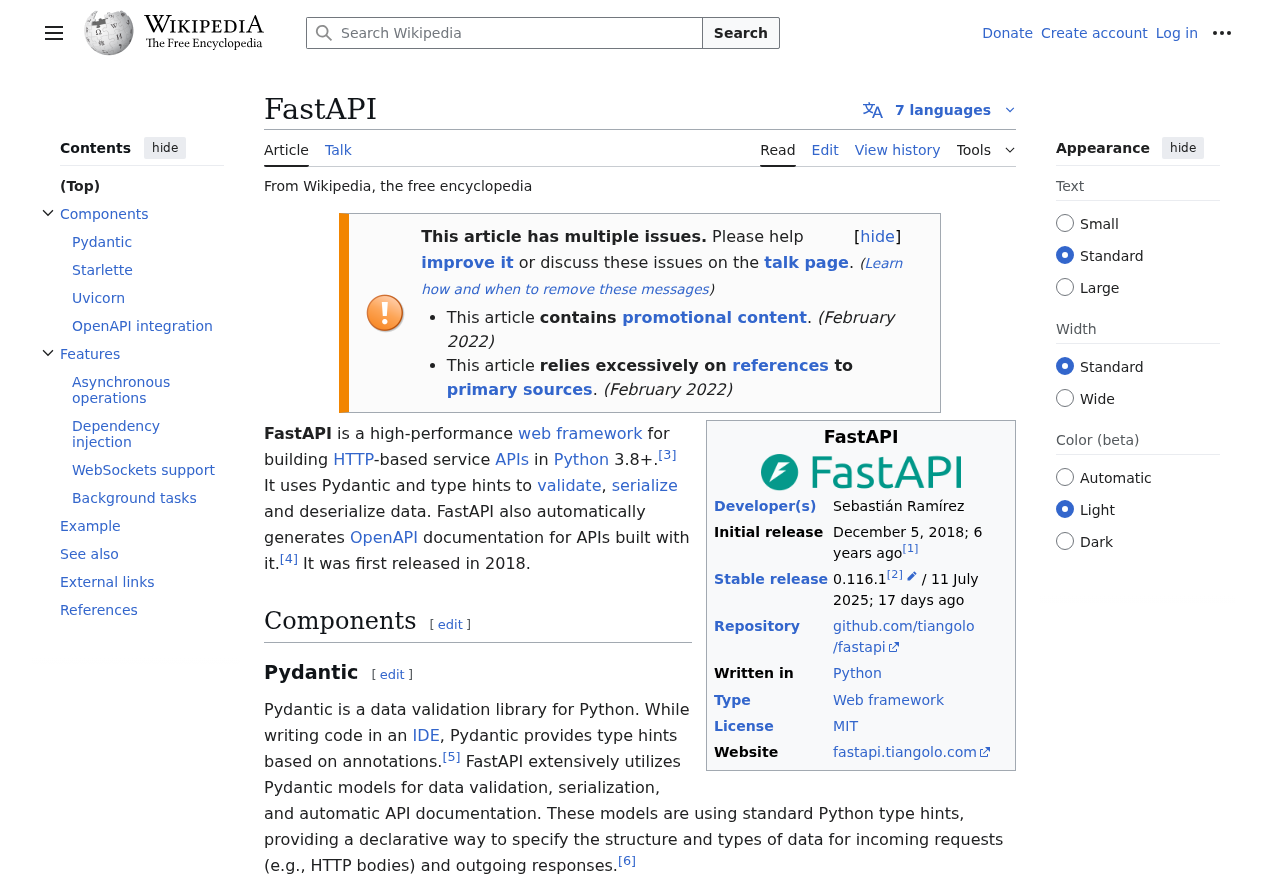 WIKIPEDIA
The Free Encyclopedia
Search Wikipedia
Search
Donate Create account Log in
Contents hide
(Top)
Components
Pydantic
Starlette
Uvicorn
OpenAPI integration
Features
Asynchronous
operations
Dependency
injection
WebSockets support
Background tasks
Example
See also
External links
References
FastAPI
7 languages
Article Talk
Read Edit View history Tools
From Wikipedia, the free encyclopedia
This article has multiple issues. Please help [hide]
improve it or discuss these issues on the talk page. (Learn
how and when to remove these messages)
• This article contains promotional content. (February
2022)
• This article relies excessively on references to
primary sources. (February 2022)
FastAPI is a high-performance web framework for
building HTTP-based service APIs in Python 3.8+.[3]
It uses Pydantic and type hints to validate, serialize
and deserialize data. FastAPI also automatically
generates OpenAPI documentation for APIs built with
it.[4] It was first released in 2018.
FastAPI
FastAPI
Developer(s) Sebastián Ramírez
Initial release December 5, 2018; 6
years ago[1]
Stable release 0.116.1[2] / 11 July
2025; 17 days ago
Repository github.com/tiangolo
/fastapi
Written in Python
Type Web framework
License MIT
Website fastapi.tiangolo.com
Components [ edit ]
Pydantic [ edit ]
Pydantic is a data validation library for Python. While
writing code in an IDE, Pydantic provides type hints
based on annotations.[5] FastAPI extensively utilizes
Pydantic models for data validation, serialization,
and automatic API documentation. These models are using standard Python type hints,
providing a declarative way to specify the structure and types of data for incoming requests
(e.g., HTTP bodies) and outgoing responses.[6]
Appearance hide
Text
Small
Standard
Large
Width
Standard
Wide
Color (beta)
Automatic
Light
Dark